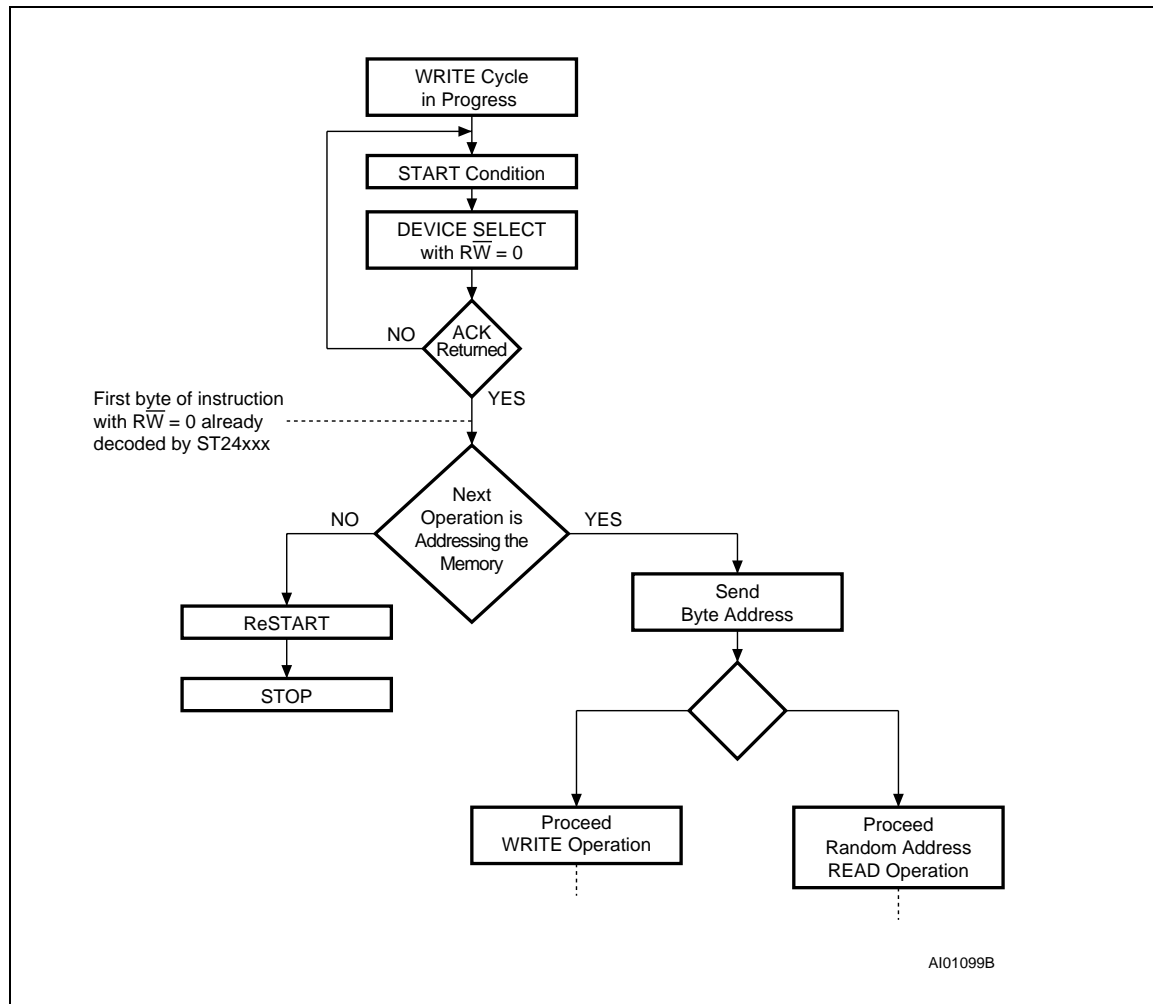 WRITE Cycle
in Progress
START Condition
DEVICE SELECT
with RW̅ = 0
ACK
Returned
NO
YES
First byte of instruction
with RW̅ = 0 already
decoded by ST24xxx
Next
Operation is
Addressing the
Memory
NO
YES
Send
Byte Address
ReSTART
STOP
Proceed
WRITE Operation
Proceed
Random Address
READ Operation
AI01099B